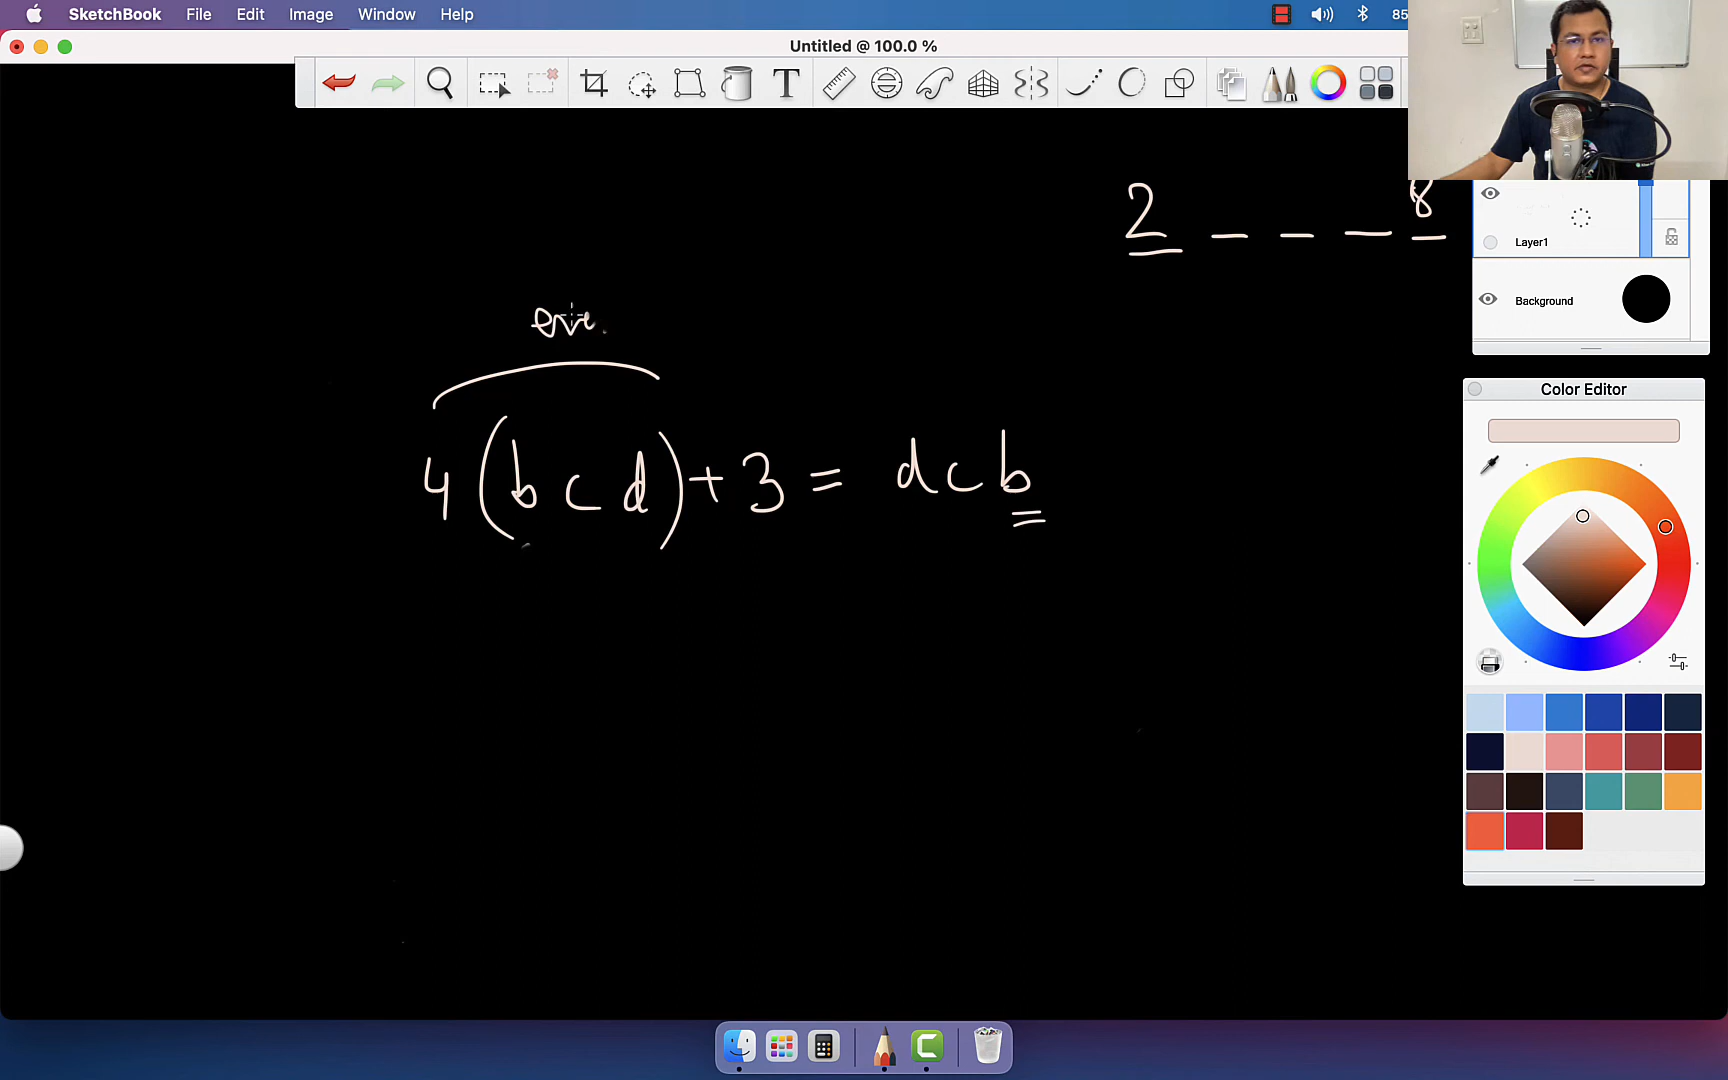 SketchBook File Edit Image Window Help 85
Untitled @ 100.0 %
T
2 _ _ _ 8
Layer1
Background
eve
Color Editor
4(bcd)+3 = dcb